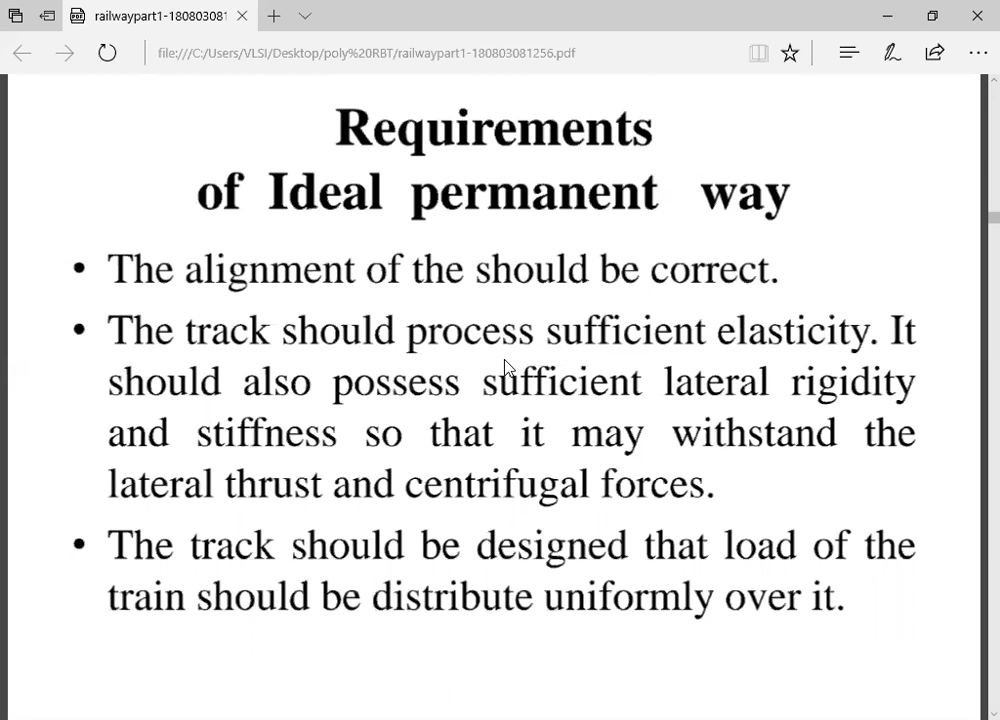 railwaypart1-180803081
file:///C:/Users/VLSI/Desktop/poly%20RBT/railwaypart1-180803081256.pdf
Requirements
of Ideal permanent way
• The alignment of the should be correct.
• The track should process sufficient elasticity. It
should also possess sufficient lateral rigidity
and stiffness so that it may withstand the
lateral thrust and centrifugal forces.
• The track should be designed that load of the
train should be distribute uniformly over it.